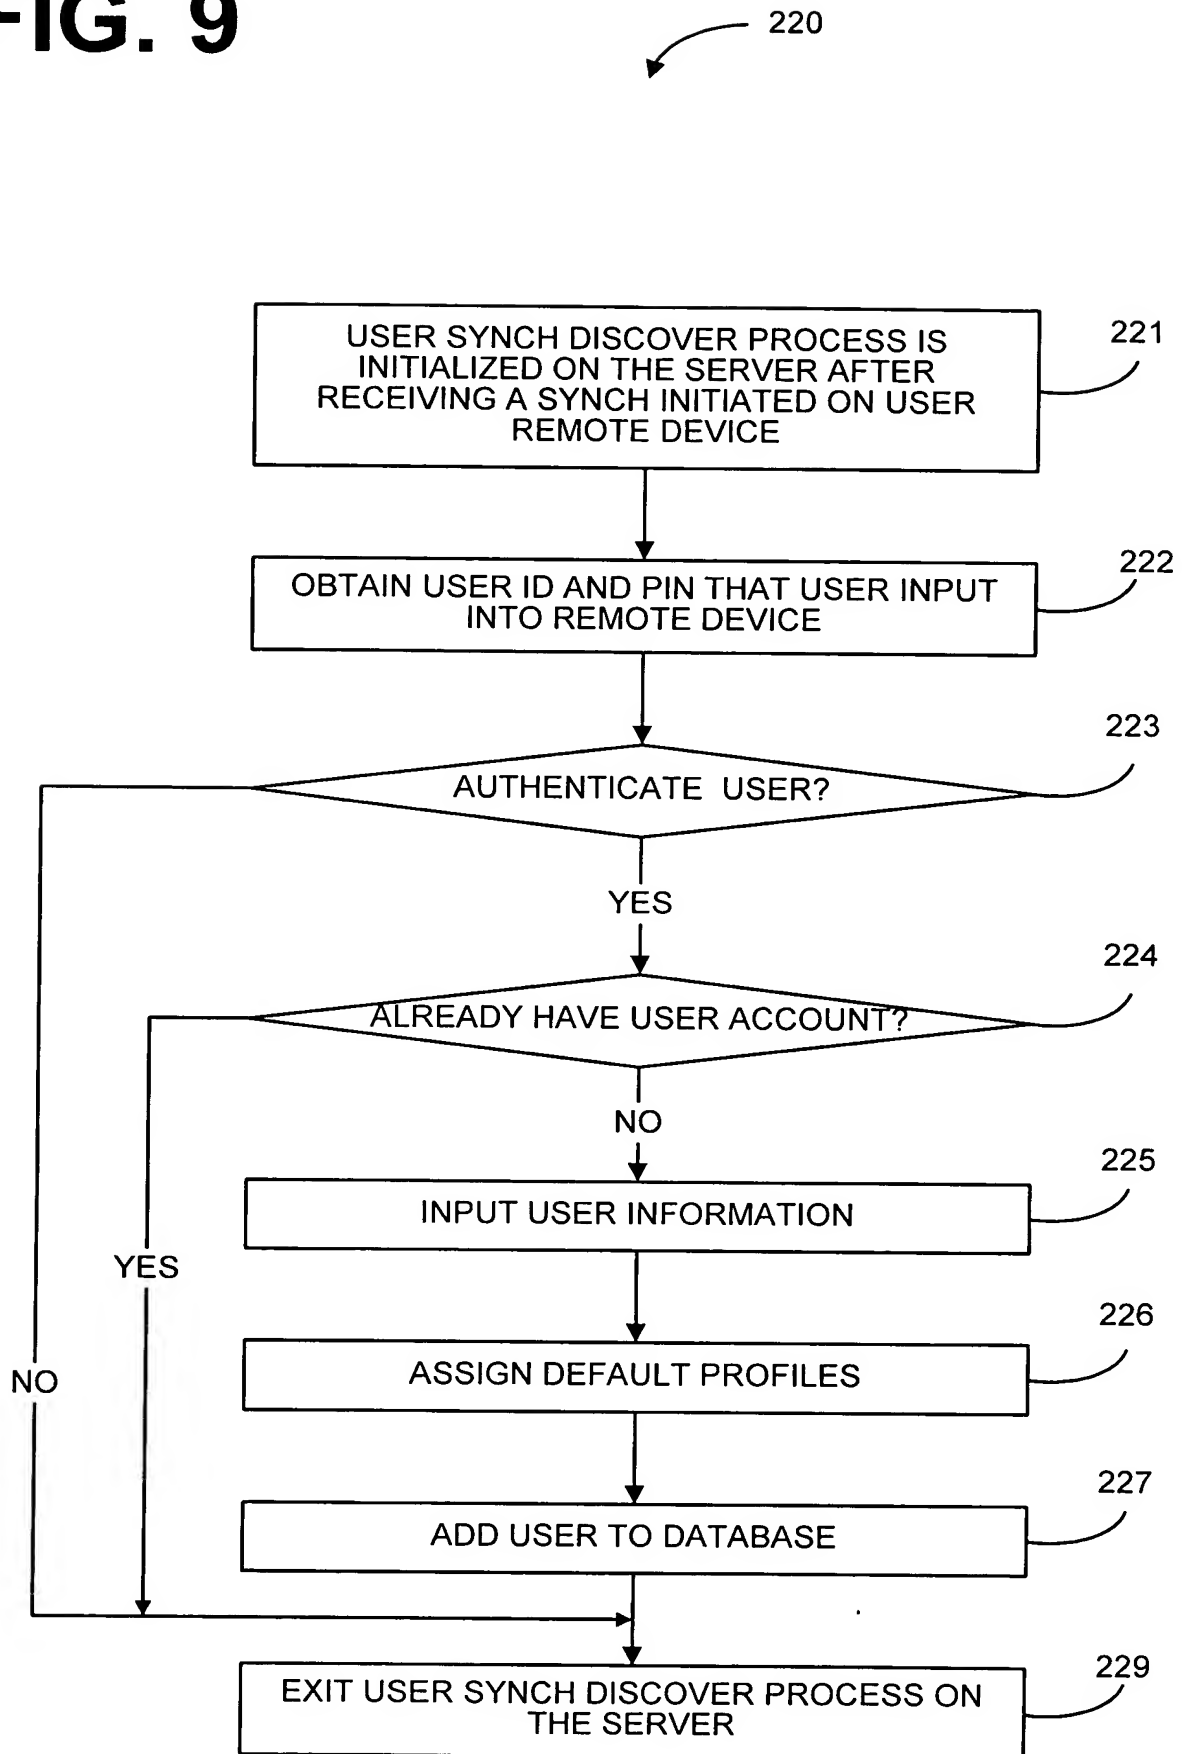 FIG. 9
220
USER SYNCH DISCOVER PROCESS IS
INITIALIZED ON THE SERVER AFTER
RECEIVING A SYNCH INITIATED ON USER
REMOTE DEVICE
221
OBTAIN USER ID AND PIN THAT USER INPUT
INTO REMOTE DEVICE
222
223
AUTHENTICATE USER?
YES
224
ALREADY HAVE USER ACCOUNT?
NO
225
INPUT USER INFORMATION
YES
226
ASSIGN DEFAULT PROFILES
NO
227
ADD USER TO DATABASE
229
EXIT USER SYNCH DISCOVER PROCESS ON
THE SERVER